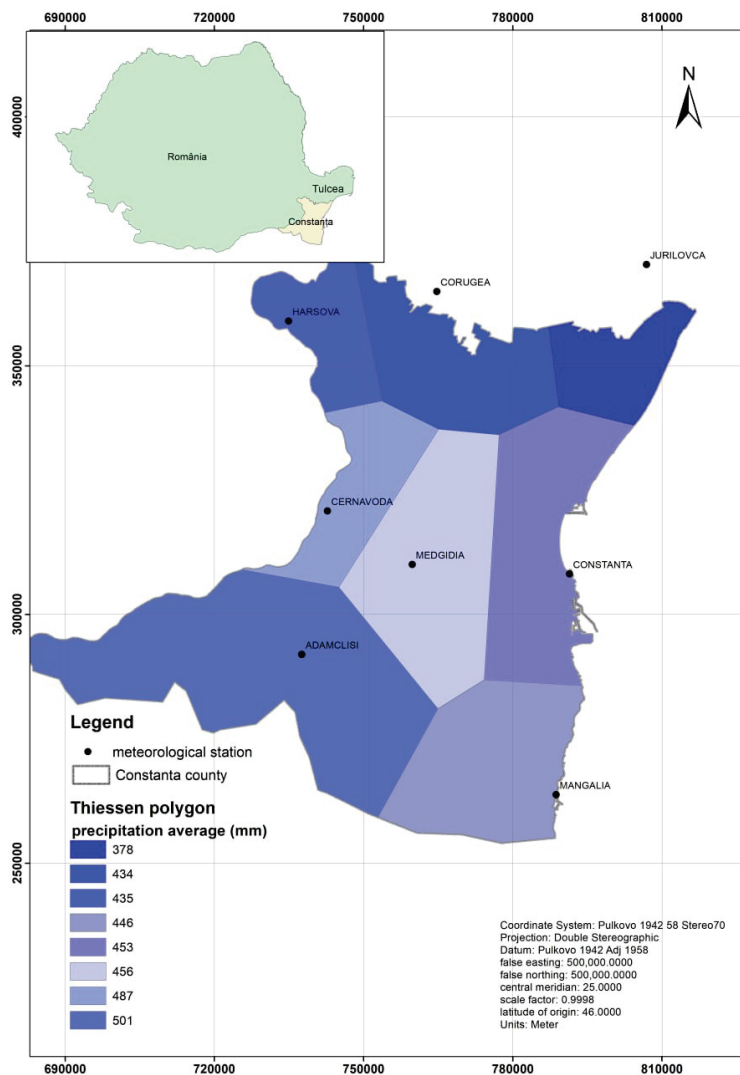 690000 720000 750000 780000 810000
400000
350000
300000
250000
România
Tulcea
Constanța
N
JURILOVCA
CORUGEA
HARSOVA
CERNAVODA
MEDGIDIA
CONSTANTA
ADAMCLISI
MANGALIA
Legend
meteorological station
Constanta county
Thiessen polygon
precipitation average (mm)
378
434
435
446
453
456
487
501
Coordinate System: Pulkovo 1942 58 Stereo70
Projection: Double Stereographic
Datum: Pulkovo 1942 Adj 1958
false easting: 500,000.0000
false northing: 500,000.0000
central meridian: 25.0000
scale factor: 0.9998
latitude of origin: 46.0000
Units: Meter
690000 720000 750000 780000 810000